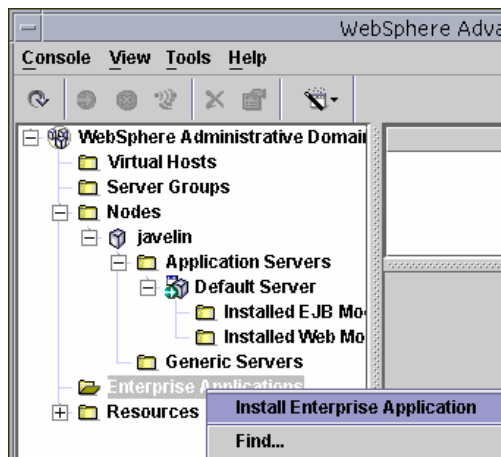 WebSphere Adva
Console View Tools Help
WebSphere Administrative Domai
Virtual Hosts
Server Groups
Nodes
javelin
Application Servers
Default Server
Installed EJB Mo
Installed Web Mo
Generic Servers
Enterprise Applications
Resources
Install Enterprise Application
Find...